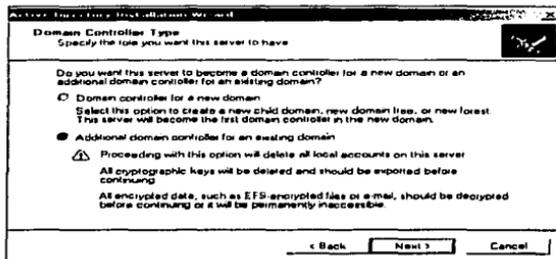 Active Directory Installation Wizard
Domain Controller Type
Specify the role you want this server to have
Do you want this server to become a domain controller for a new domain or an
additional domain controller for an existing domain?
Domain controller for a new domain
Select this option to create a new child domain, new domain tree, or new forest.
This server will become the first domain controller in the new domain.
Additional domain controller for an existing domain
Proceeding with this option will delete all local accounts on this server
All cryptographic keys will be deleted and should be exported before
continuing
All encrypted data, such as EFS-encrypted files or e-mail, should be decrypted
before continuing or it will be permanently inaccessible.
< Back
Next >
Cancel